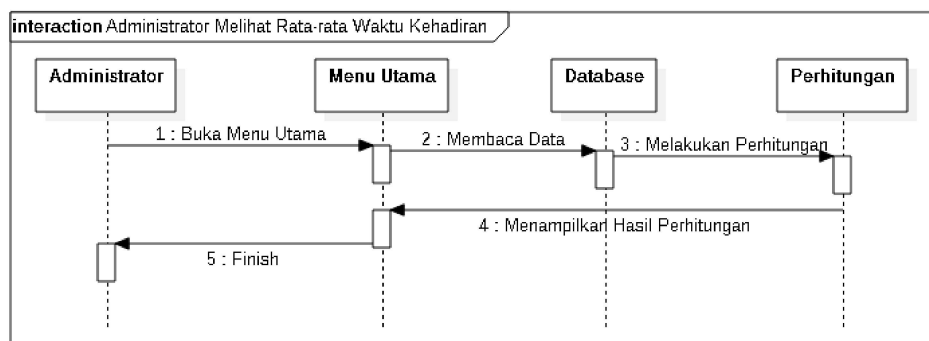 interaction Administrator Melihat Rata-rata Waktu Kehadiran
Administrator
Menu Utama
Database
Perhitungan
1 : Buka Menu Utama
2 : Membaca Data
3 : Melakukan Perhitungan
4 : Menampilkan Hasil Perhitungan
5 : Finish